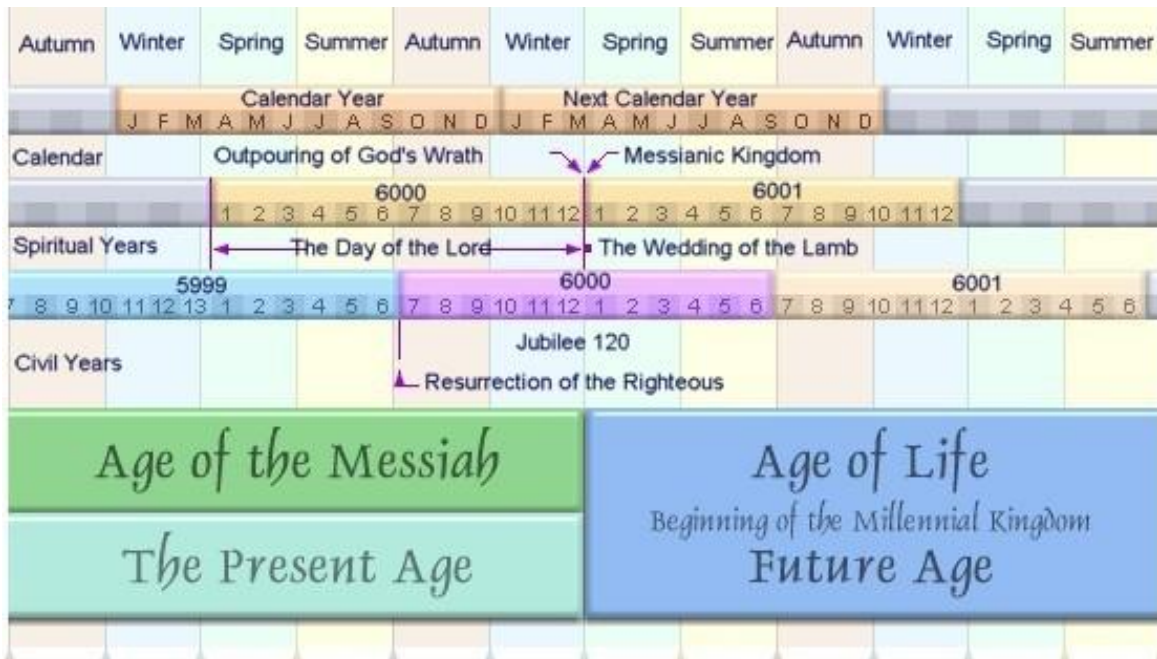 Autumn Winter Spring Summer Autumn Winter Spring Summer Autumn Winter Spring Summer
Calendar Year Next Calendar Year
J F M A M J J A S O N D J F M A M J J A S O N D
Calendar Outpouring of God's Wrath Messianic Kingdom
6000 6001
1 2 3 4 5 6 7 8 9 10 11 12 1 2 3 4 5 6 7 8 9 10 11 12
Spiritual Years The Day of the Lord The Wedding of the Lamb
5999 6000 6001
7 8 9 10 11 12 13 1 2 3 4 5 6 7 8 9 10 11 12 1 2 3 4 5 6 7 8 9 10 11 12 1 2 3 4 5 6
Jubilee 120
Civil Years
Resurrection of the Righteous
Age of the Messiah
The Present Age
Age of Life
Beginning of the Millennial Kingdom
Future Age